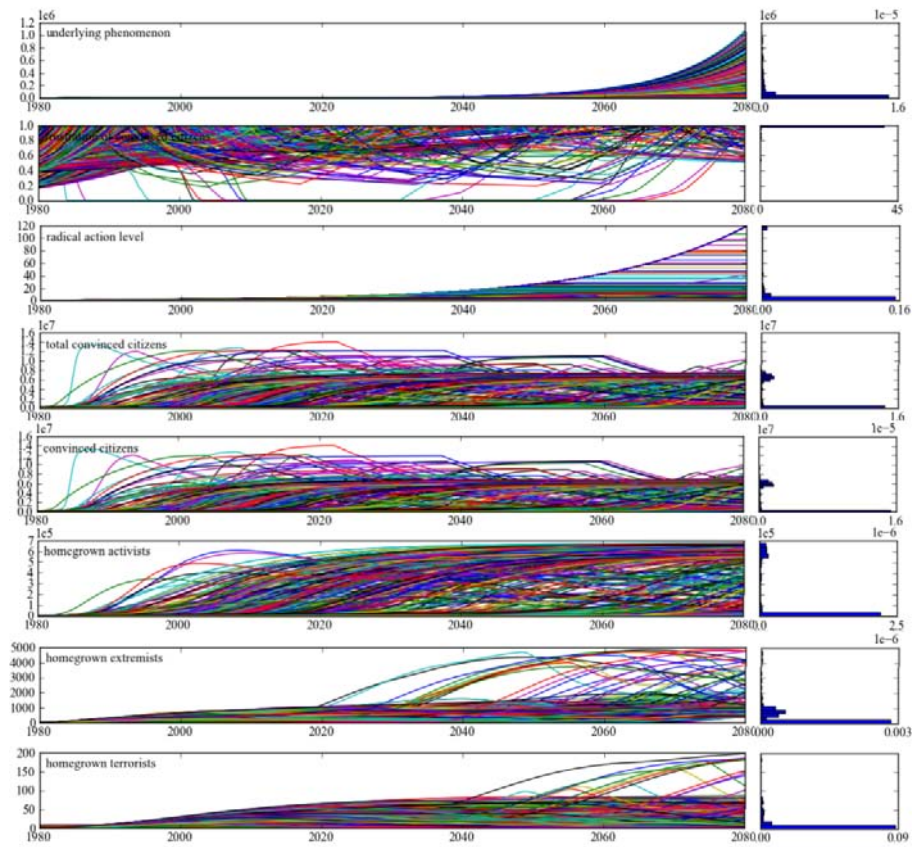 1e6
1.2
1.0
0.8
0.6
0.4
0.2
0.0
underlying phenomenon
1980 2000 2020 2040 2060 2080
1e6 1e−5
0.0 1.6
1.0
0.8
0.6
0.4
0.2
0.0
1980 2000 2020 2040 2060 2080
0 45
120
100
80
60
40
20
0
radical action level
1980 2000 2020 2040 2060 2080
0.00 0.16
1e7
1.6
1.4
1.2
1.0
0.8
0.6
0.4
0.2
0.0
total convinced citizens
1980 2000 2020 2040 2060 2080
1e7
0.0 1.6
1e7
1.6
1.4
1.2
1.0
0.8
0.6
0.4
0.2
0.0
convinced citizens
1980 2000 2020 2040 2060 2080
1e7 1e−5
0.0 1.6
1e5
7
6
5
4
3
2
1
0
homegrown activists
1980 2000 2020 2040 2060 2080
1e5 1e−6
0.0 2.5
1e−6
5000
4000
3000
2000
1000
0
homegrown extremists
1980 2000 2020 2040 2060 2080
0.000 0.003
200
150
100
50
0
homegrown terrorists
1980 2000 2020 2040 2060 2080
0.00 0.09